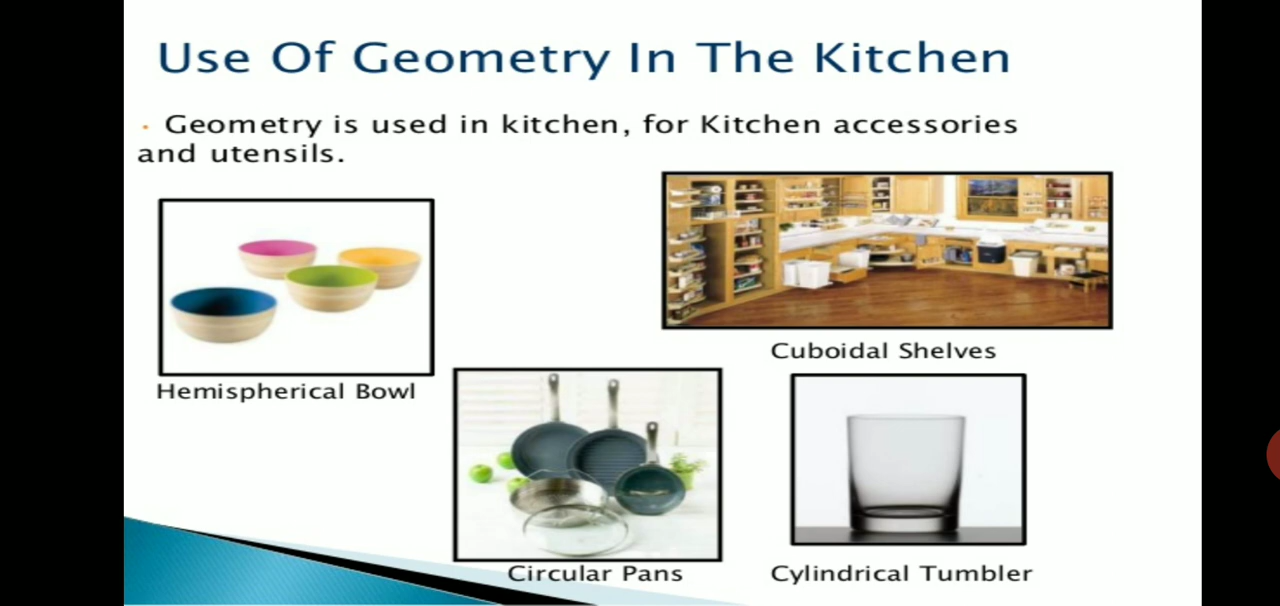 Use Of Geometry In The Kitchen
· Geometry is used in kitchen, for Kitchen accessories
and utensils.
Hemispherical Bowl
Cuboidal Shelves
Circular Pans
Cylindrical Tumbler